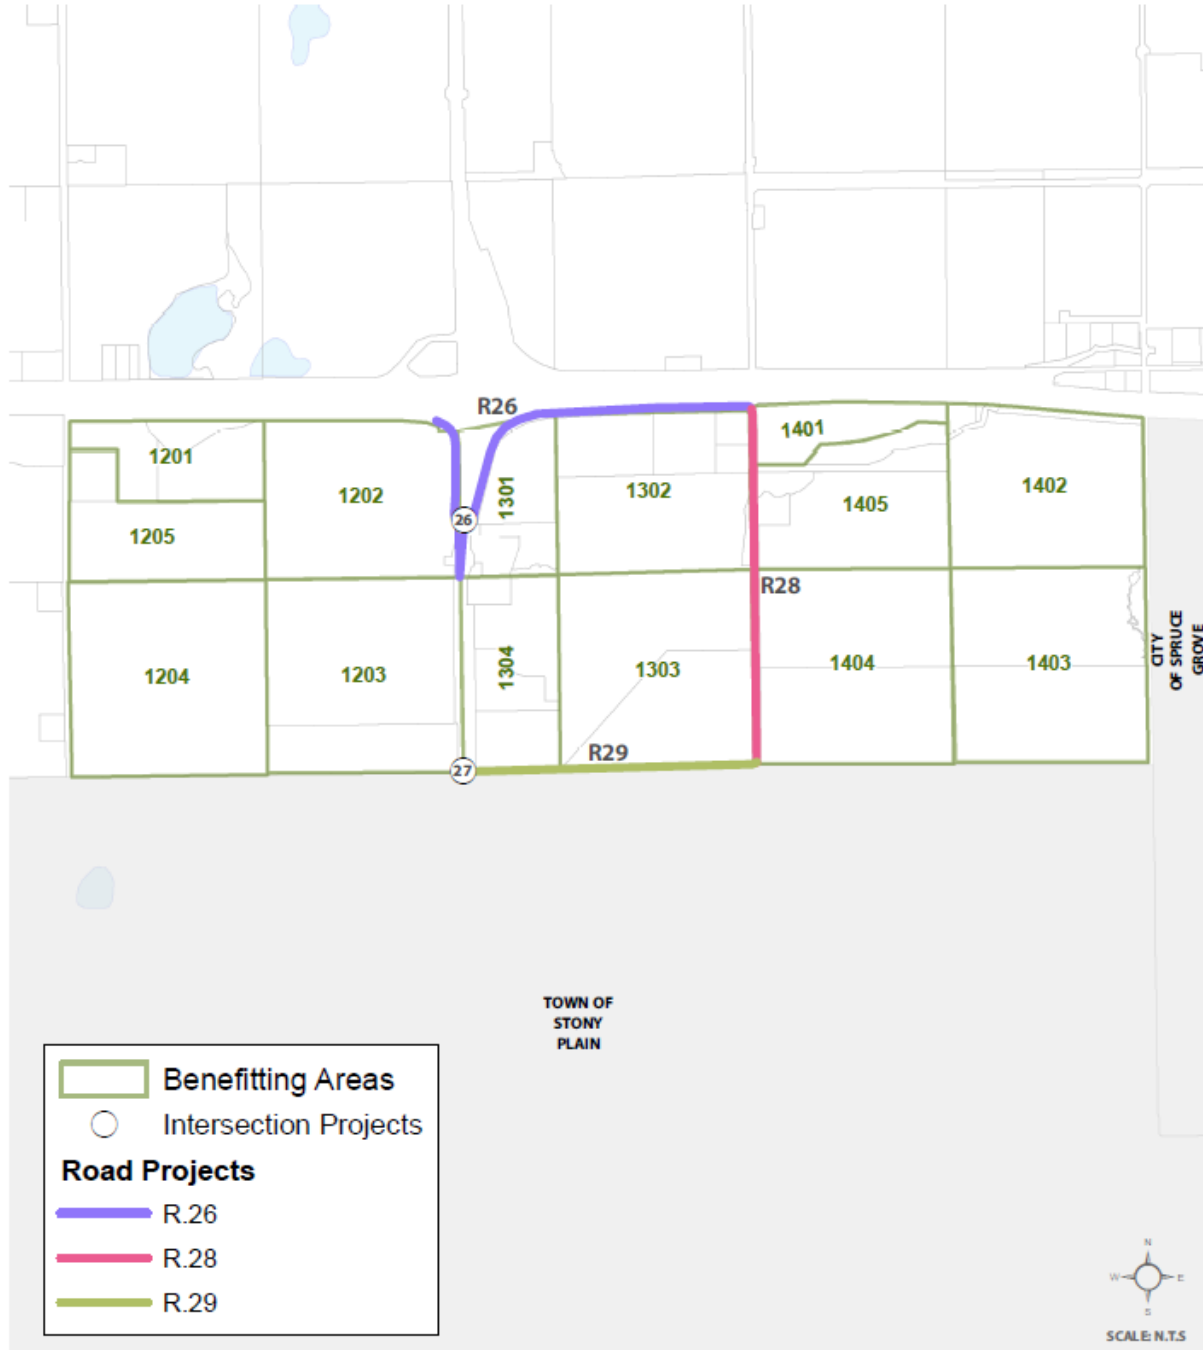 R26
1201
1401
1202
1301
1302
1402
1405
26
1205
R28
CITY
OF SPRUCE
GROVE
1204
1203
1304
1303
1404
1403
R29
27
TOWN OF
STONY
PLAIN
Benefitting Areas
Intersection Projects
Road Projects
R.26
R.28
R.29
N
W E
S
SCALE: N.T.S